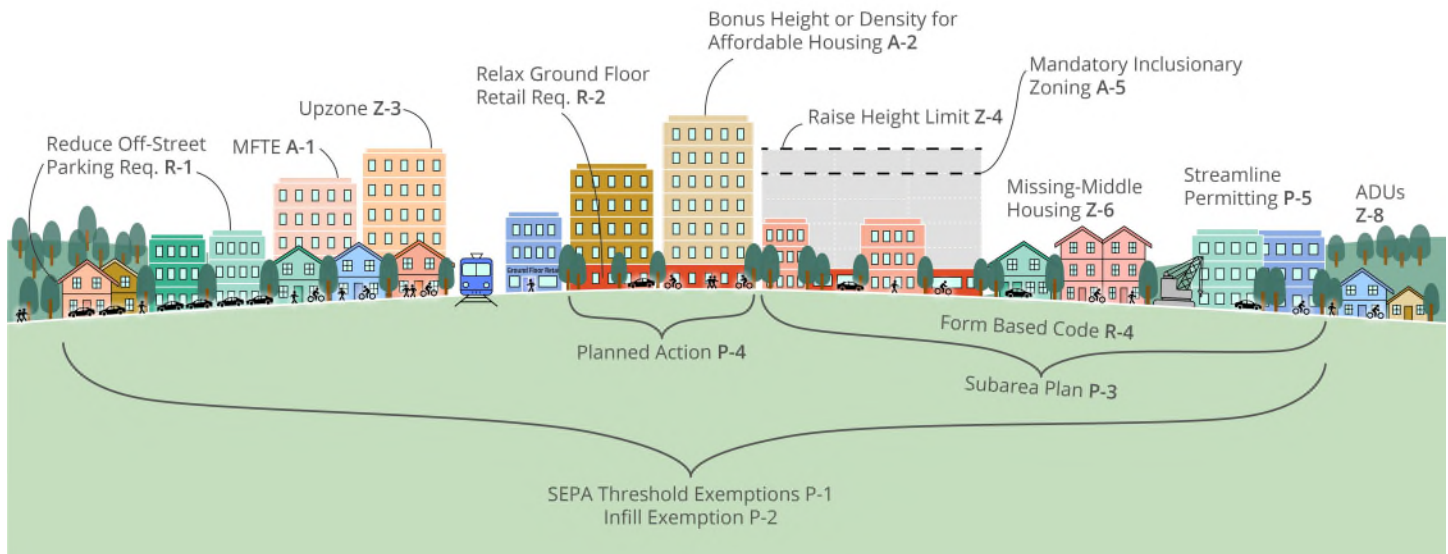 Bonus Height or Density for
Affordable Housing A-2
Relax Ground Floor
Retail Req. R-2
Mandatory Inclusionary
Zoning A-5
Upzone Z-3
Raise Height Limit Z-4
Reduce Off-Street
Parking Req. R-1
MFTE A-1
Missing-Middle
Housing Z-6
Streamline
Permitting P-5
ADUs
Z-8
Ground Floor Retail
Form Based Code R-4
Planned Action P-4
Subarea Plan P-3
SEPA Threshold Exemptions P-1
Infill Exemption P-2